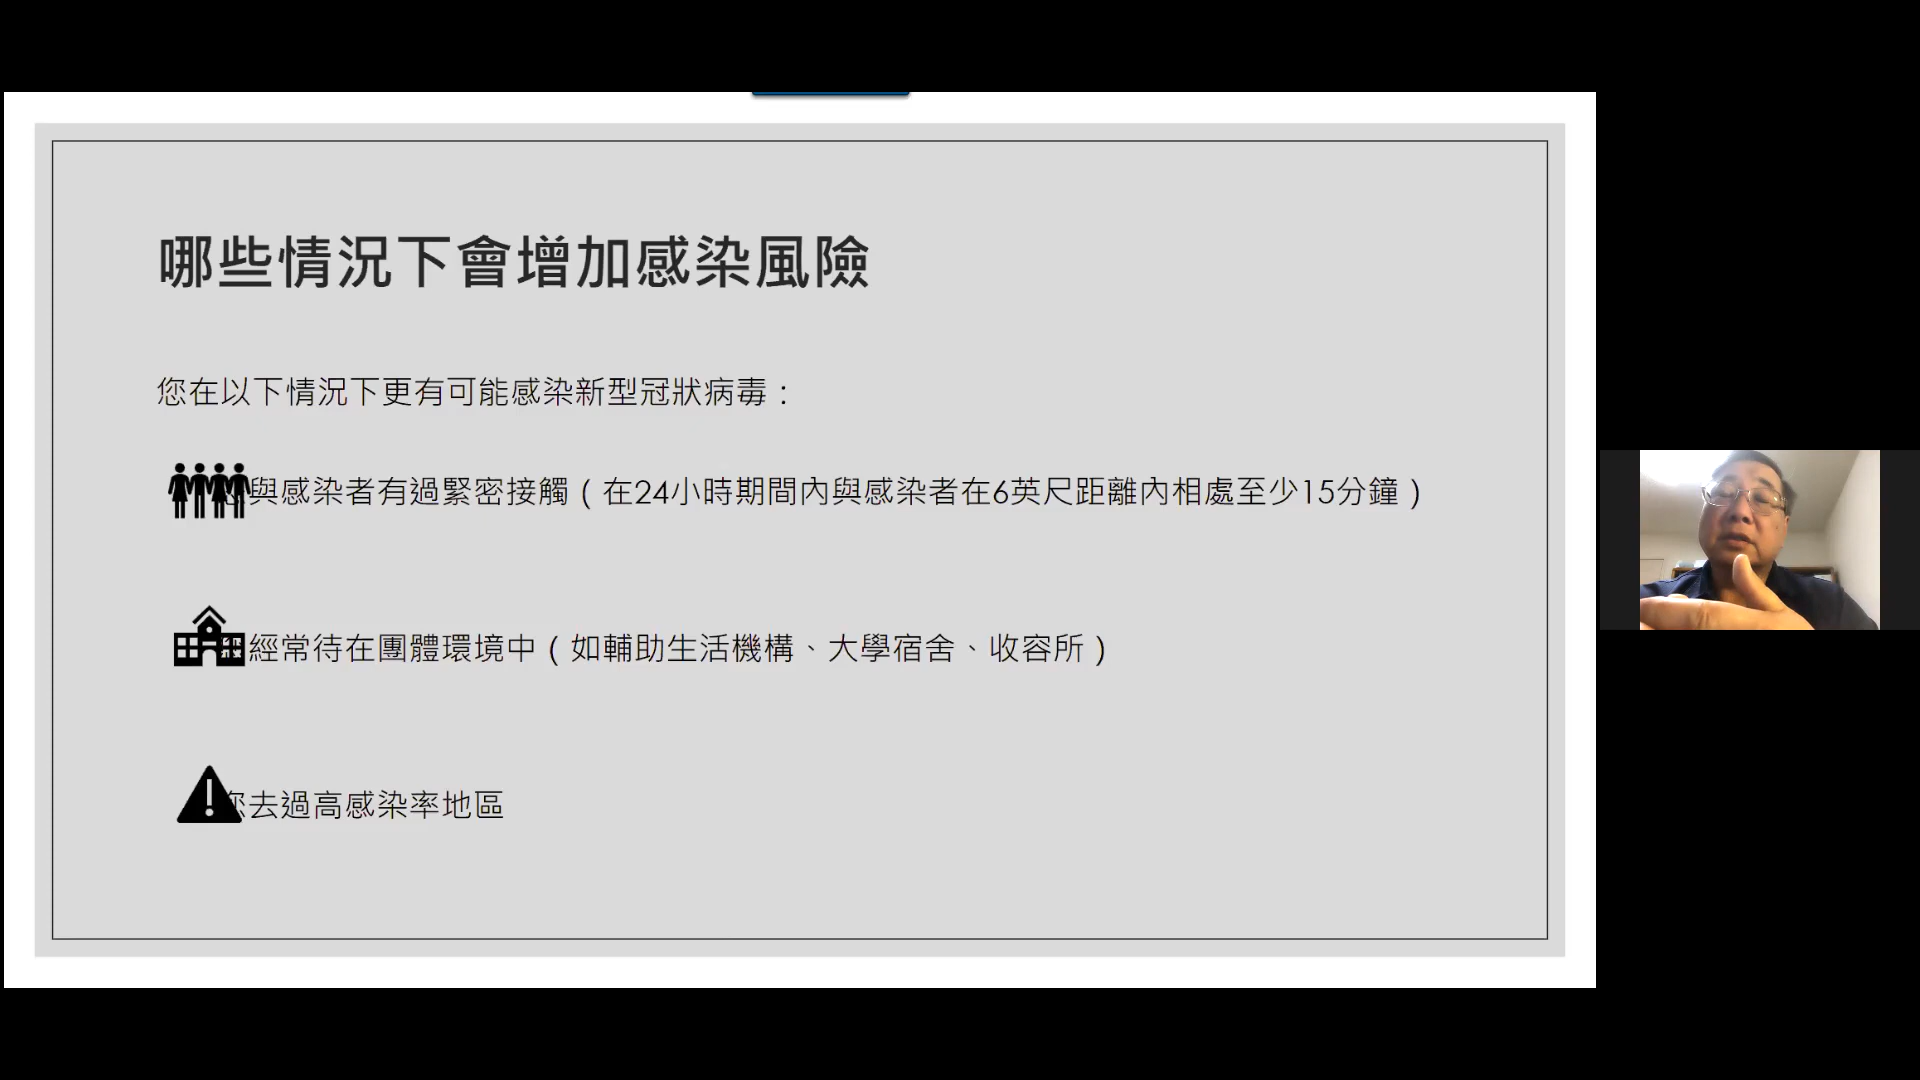 哪些情況下會增加感染風險
您在以下情況下更有可能感染新型冠狀病毒：
您與感染者有過緊密接觸（在24小時期間內與感染者在6英尺距離內相處至少15分鐘）
您經常待在團體環境中（如輔助生活機構、大學宿舍、收容所）
您去過高感染率地區